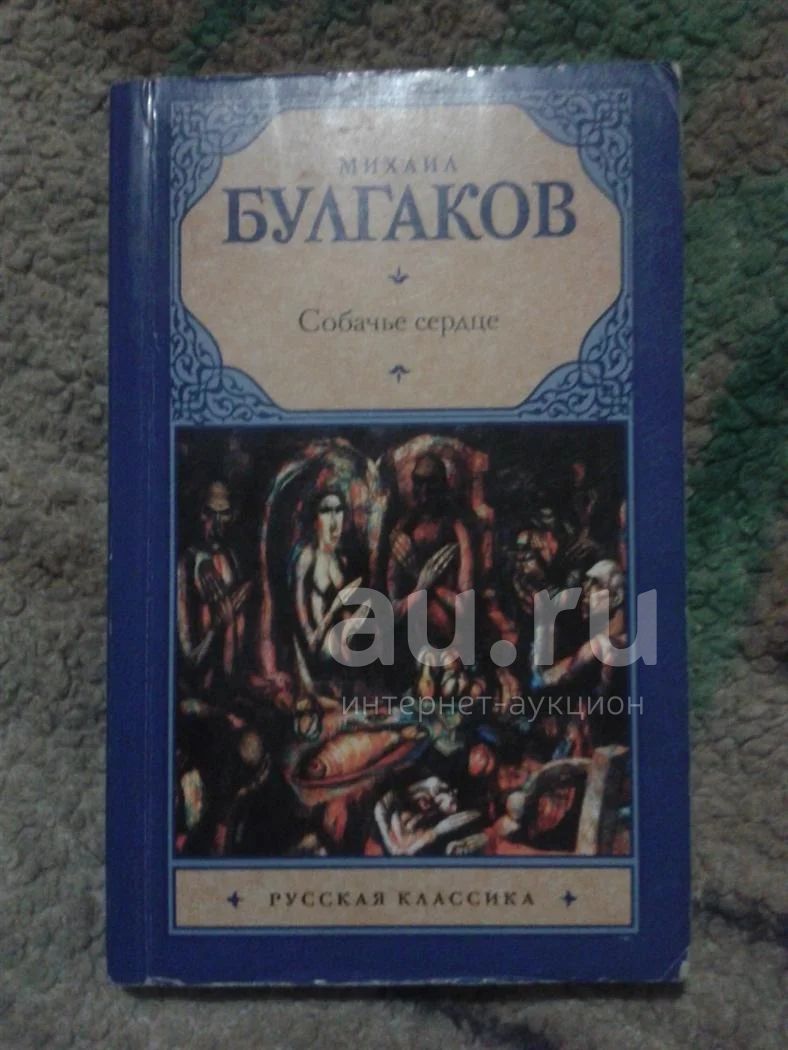 МИХАИЛ
БУЛГАКОВ
Собачье сердце
au.ru
интернет-аукцион
РУССКАЯ КЛАССИКА